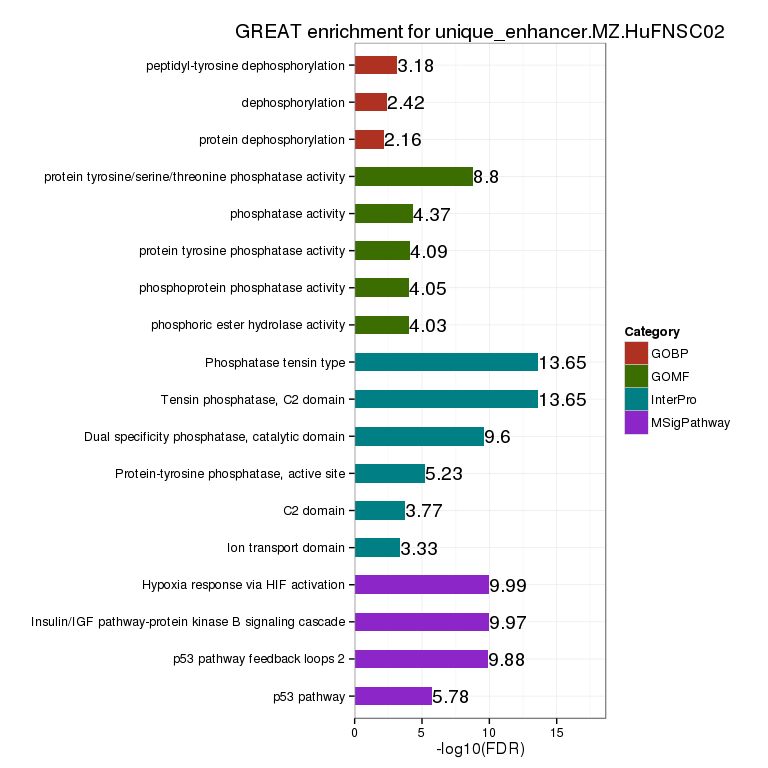 GREAT enrichment for unique_enhancer.MZ.HuFNSC02
peptidyl-tyrosine dephosphorylation 3.18
dephosphorylation 2.42
protein dephosphorylation 2.16
protein tyrosine/serine/threonine phosphatase activity 8.8
phosphatase activity 4.37
protein tyrosine phosphatase activity 4.09
phosphoprotein phosphatase activity 4.05
phosphoric ester hydrolase activity 4.03
Phosphatase tensin type 13.65
Tensin phosphatase, C2 domain 13.65
Dual specificity phosphatase, catalytic domain 9.6
Protein-tyrosine phosphatase, active site 5.23
C2 domain 3.77
Ion transport domain 3.33
Hypoxia response via HIF activation 9.99
Insulin/IGF pathway-protein kinase B signaling cascade 9.97
p53 pathway feedback loops 2 9.88
p53 pathway 5.78
0 5 10 15
-log10(FDR)
Category
GOBP
GOMF
InterPro
MSigPathway